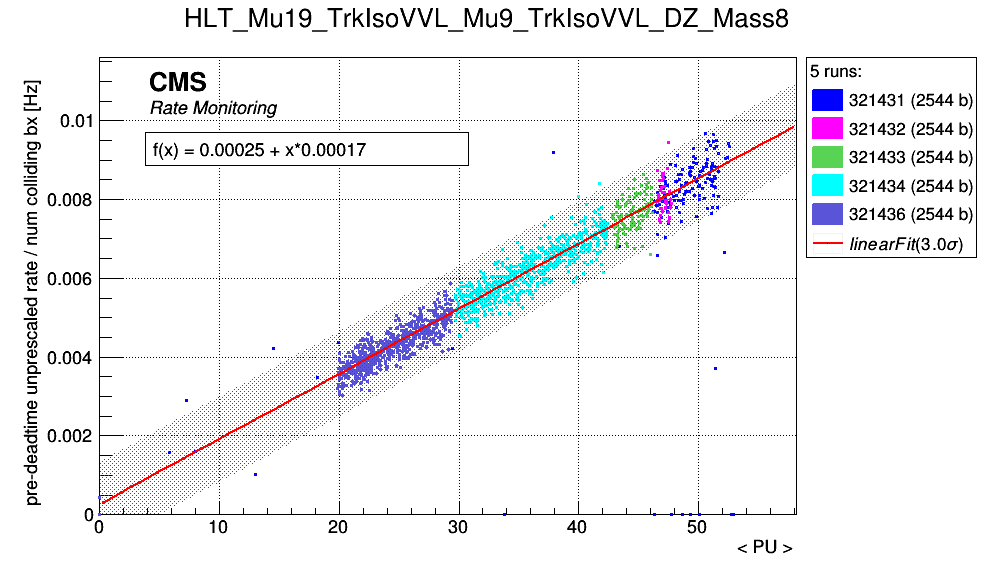 HLT_Mu19_TrkIsoVVL_Mu9_TrkIsoVVL_DZ_Mass8
pre-deadtime unprescaled rate / num colliding bx [Hz]
CMS
Rate Monitoring
f(x) = 0.00025 + x*0.00017
0.01
0.008
0.006
0.004
0.002
0
0 10 20 30 40 50
< PU >
5 runs:
321431 (2544 b)
321432 (2544 b)
321433 (2544 b)
321434 (2544 b)
321436 (2544 b)
linearFit(3.0σ)